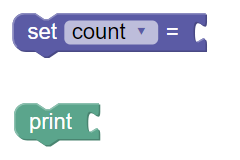 set count ▼ =
print